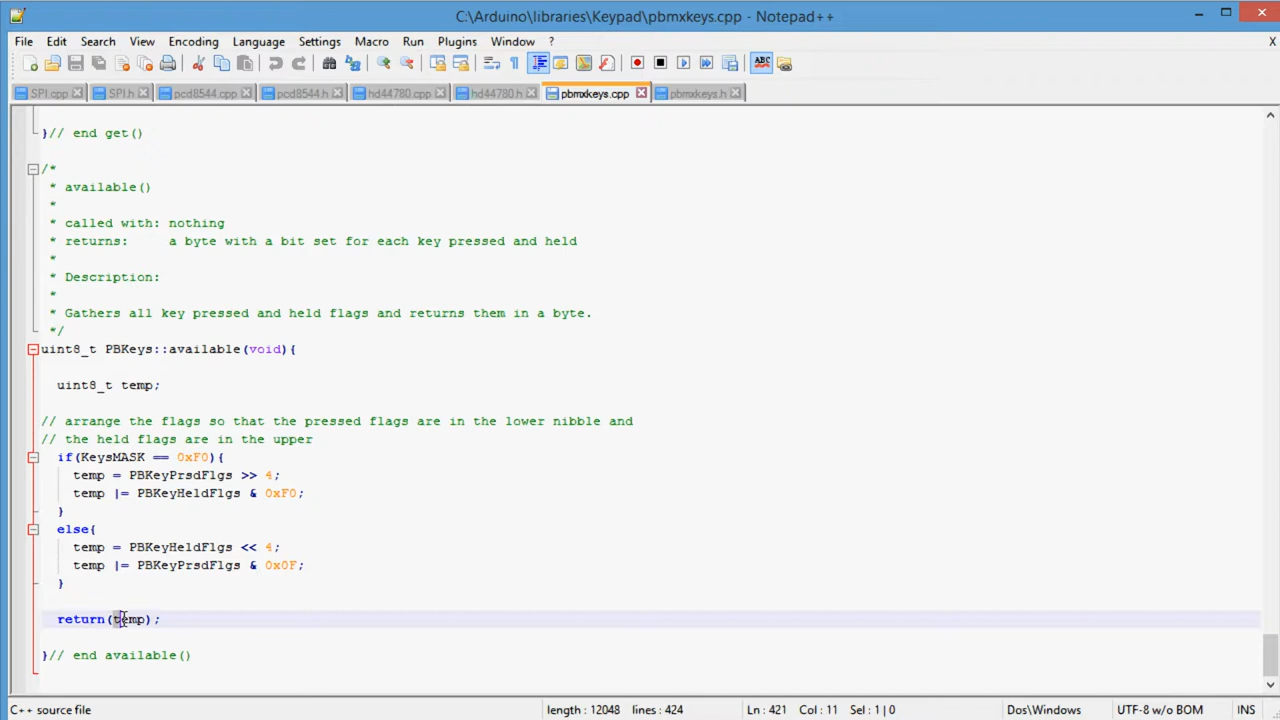 C:\Arduino\libraries\Keypad\pbmxkeys.cpp - Notepad++
File Edit Search View Encoding Language Settings Macro Run Plugins Window ? X
SPI.cpp SPI.h pcd8544.cpp pcd8544.h hd44780.cpp hd44780.h pbmxkeys.cpp pbmxkeys.h
}// end get()
/*
* available()
*
* called with: nothing
* returns: a byte with a bit set for each key pressed and held
*
* Description:
*
* Gathers all key pressed and held flags and returns them in a byte.
*/
uint8_t PBKeys::available(void){
uint8_t temp;
// arrange the flags so that the pressed flags are in the lower nibble and
// the held flags are in the upper
if(KeysMASK == 0xF0){
temp = PBKeyPrsdFlgs >> 4;
temp |= PBKeyHeldFlgs & 0xF0;
}
else{
temp = PBKeyHeldFlgs << 4;
temp |= PBKeyPrsdFlgs & 0x0F;
}
return(temp);
}// end available()
C++ source file length : 12048 lines : 424 Ln : 421 Col : 11 Sel : 1 | 0 Dos\Windows UTF-8 w/o BOM INS